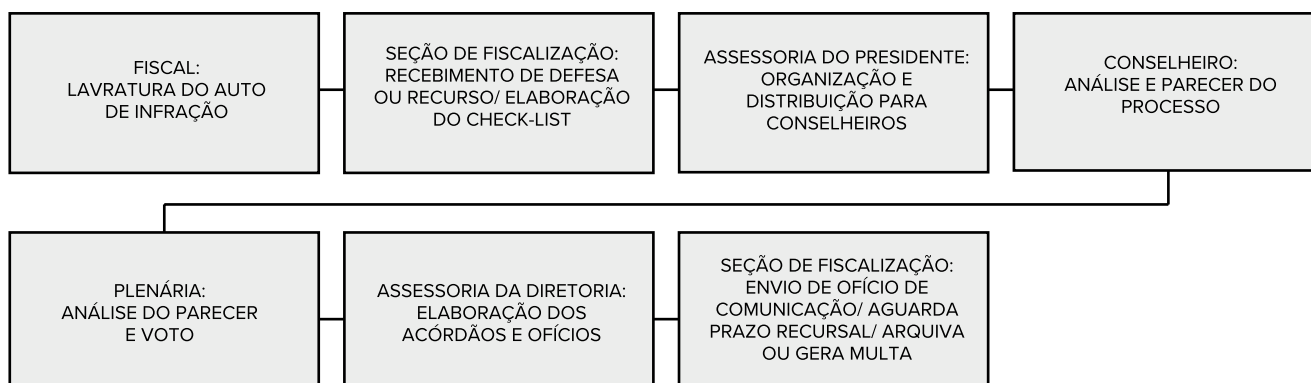 FISCAL:
LAVRATURA DO AUTO
DE INFRAÇÃO
SEÇÃO DE FISCALIZAÇÃO:
RECEBIMENTO DE DEFESA
OU RECURSO/ ELABORAÇÃO
DO CHECK-LIST
ASSESSORIA DO PRESIDENTE:
ORGANIZAÇÃO E
DISTRIBUIÇÃO PARA
CONSELHEIROS
CONSELHEIRO:
ANÁLISE E PARECER DO
PROCESSO
PLENÁRIA:
ANÁLISE DO PARECER
E VOTO
ASSESSORIA DA DIRETORIA:
ELABORAÇÃO DOS
ACÓRDÃOS E OFÍCIOS
SEÇÃO DE FISCALIZAÇÃO:
ENVIO DE OFÍCIO DE
COMUNICAÇÃO/ AGUARDA
PRAZO RECURSAL/ ARQUIVA
OU GERA MULTA